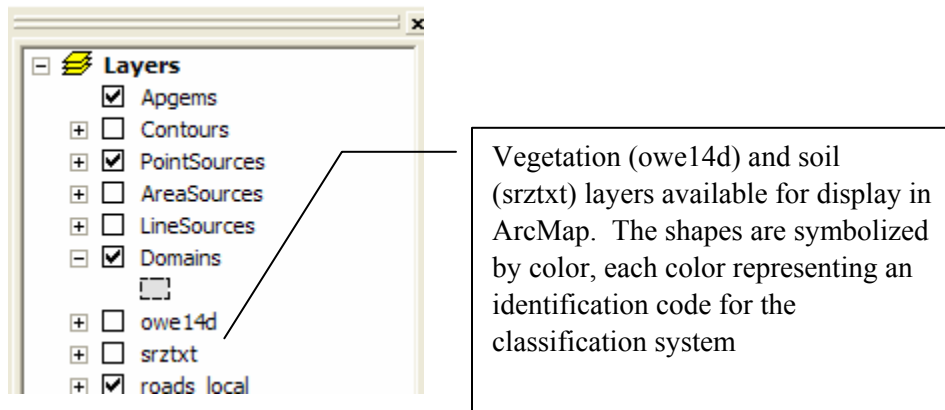 Layers
Apgems
Contours
PointSources
AreaSources
LineSources
Domains
owe14d
srztxt
roads_local
Vegetation (owe14d) and soil
(srztxt) layers available for display in
ArcMap.  The shapes are symbolized
by color, each color representing an
identification code for the
classification system